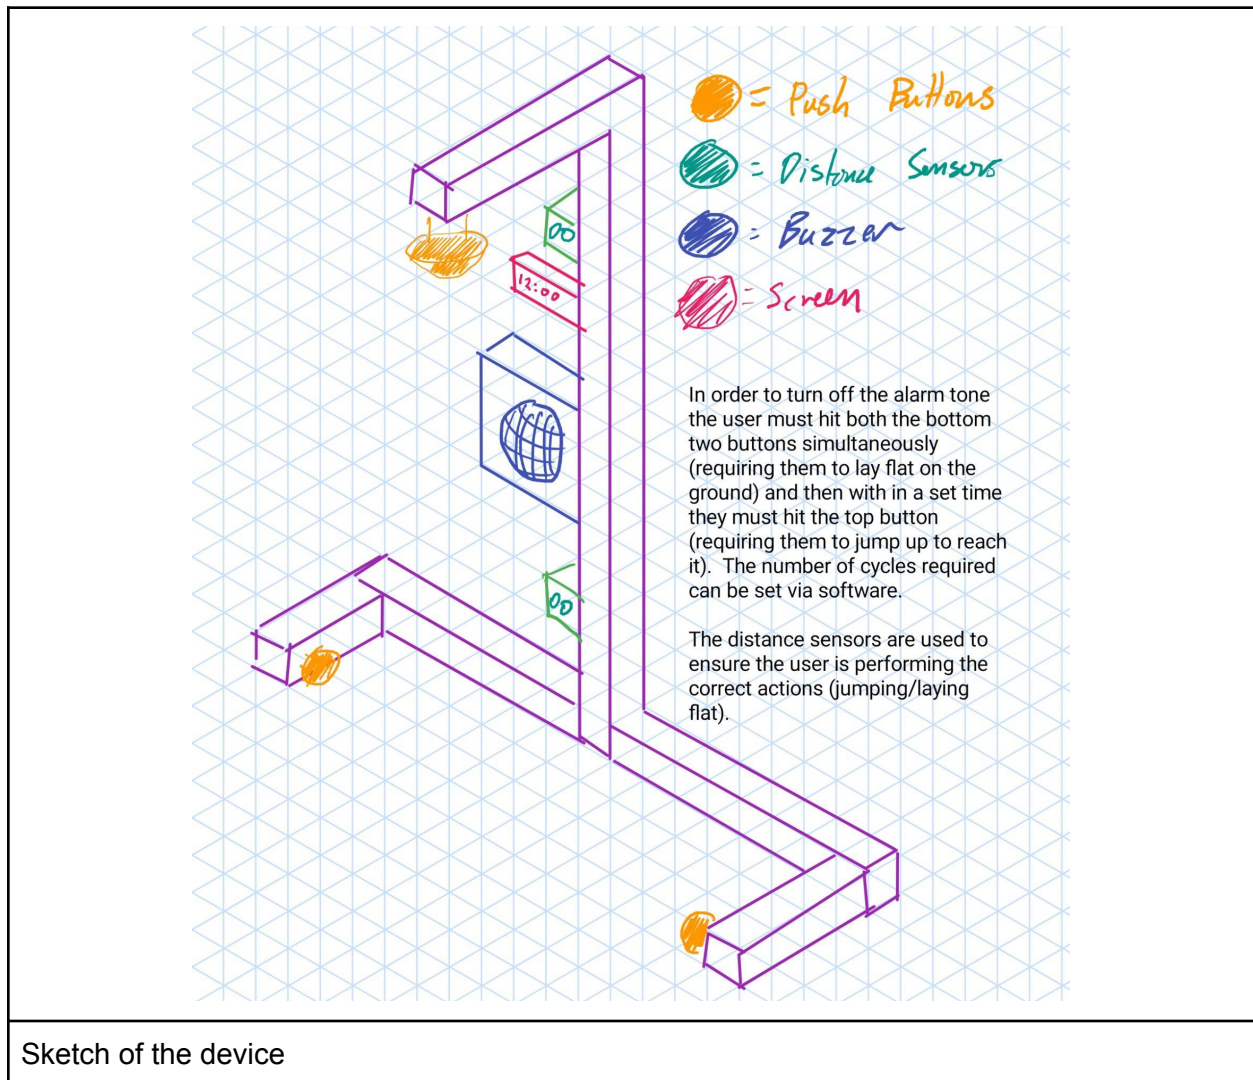 = Push Buttons
= Distance Sensors
= Buzzer
= Screen
00
12:00
In order to turn off the alarm tone
the user must hit both the bottom
two buttons simultaneously
(requiring them to lay flat on the
ground) and then with in a set time
they must hit the top button
(requiring them to jump up to reach
it).  The number of cycles required
can be set via software.
00
The distance sensors are used to
ensure the user is performing the
correct actions (jumping/laying
flat).
Sketch of the device